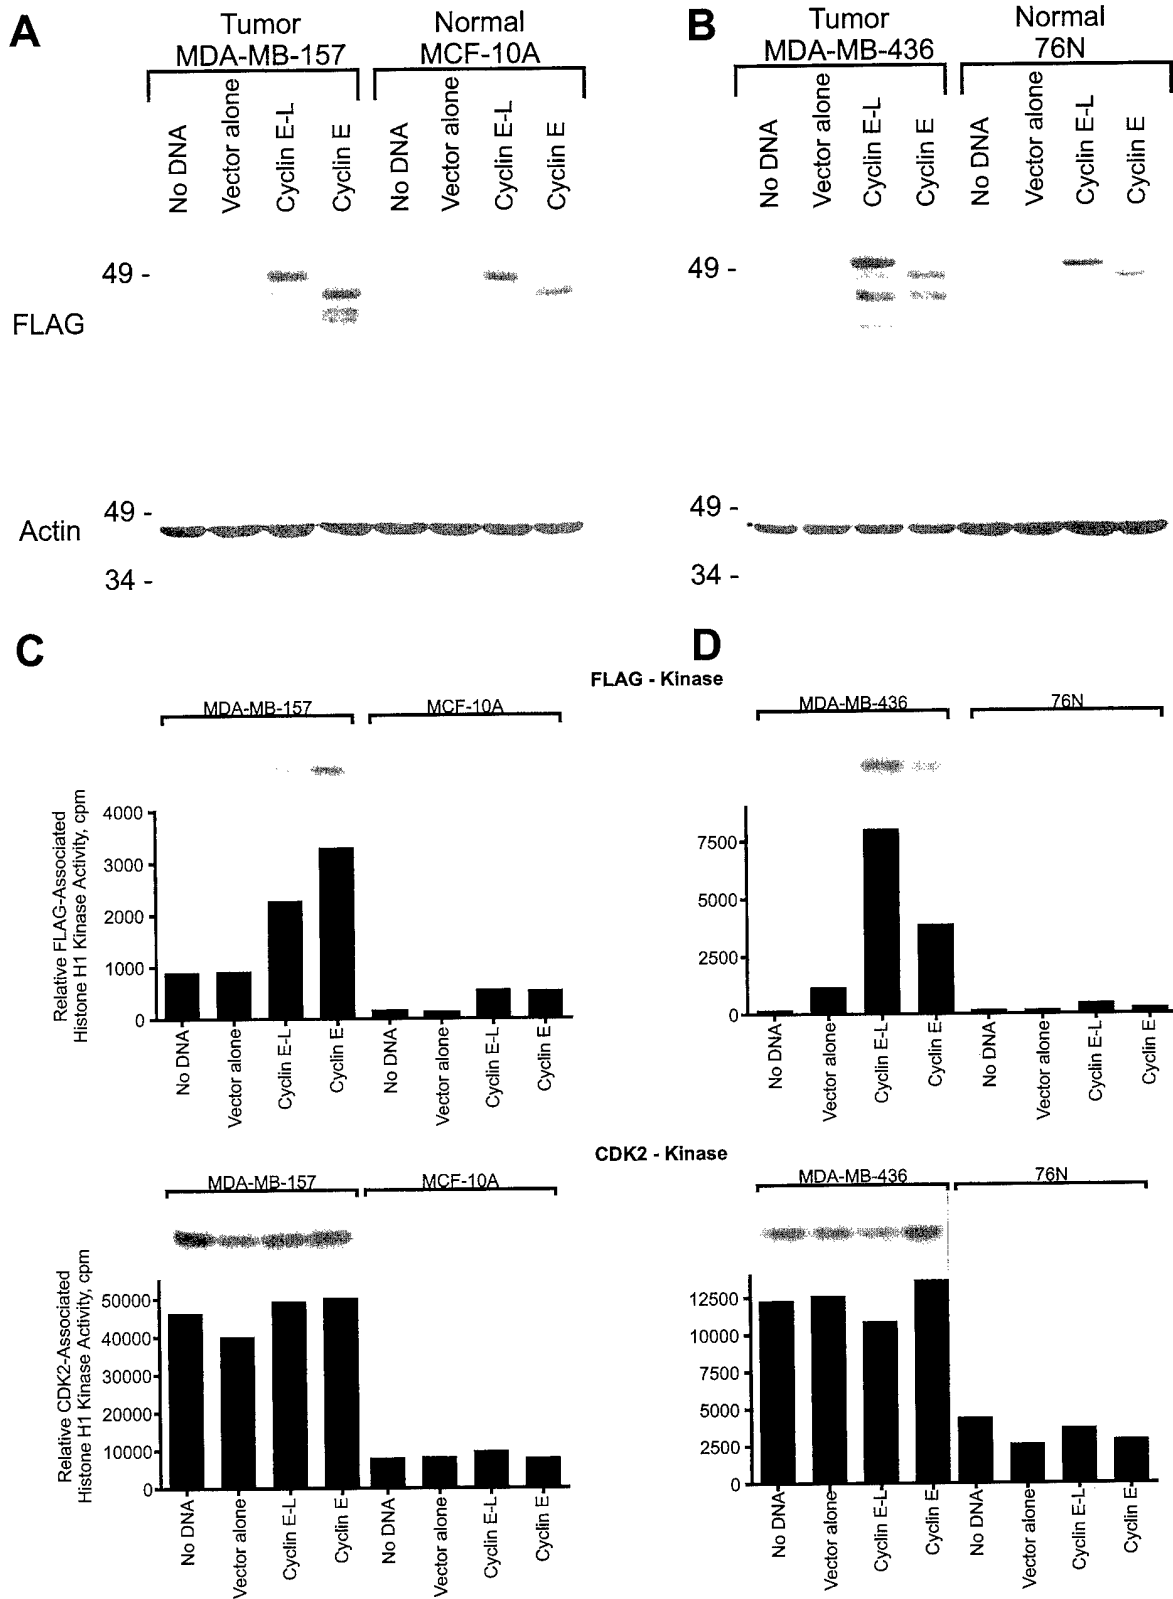 A
Tumor
MDA-MB-157
Normal
MCF-10A
No DNA
Vector alone
Cyclin E-L
Cyclin E
No DNA
Vector alone
Cyclin E-L
Cyclin E
49 -
FLAG
Actin
49 -
34 -
B
Tumor
MDA-MB-436
Normal
76N
No DNA
Vector alone
Cyclin E-L
Cyclin E
No DNA
Vector alone
Cyclin E-L
Cyclin E
49 -
49 -
34 -
C
D
FLAG - Kinase
MDA-MB-157
MCF-10A
Relative FLAG-Associated
Histone H1 Kinase Activity, cpm
4000
3000
2000
1000
0
No DNA
Vector alone
Cyclin E-L
Cyclin E
No DNA
Vector alone
Cyclin E-L
Cyclin E
MDA-MB-436
76N
7500
5000
2500
0
No DNA
Vector alone
Cyclin E-L
Cyclin E
No DNA
Vector alone
Cyclin E-L
Cyclin E
CDK2 - Kinase
MDA-MB-157
MCF-10A
Relative CDK2-Associated
Histone H1 Kinase Activity, cpm
50000
40000
30000
20000
10000
0
No DNA
Vector alone
Cyclin E-L
Cyclin E
No DNA
Vector alone
Cyclin E-L
Cyclin E
MDA-MB-436
76N
12500
10000
7500
5000
2500
0
No DNA
Vector alone
Cyclin E-L
Cyclin E
No DNA
Vector alone
Cyclin E-L
Cyclin E